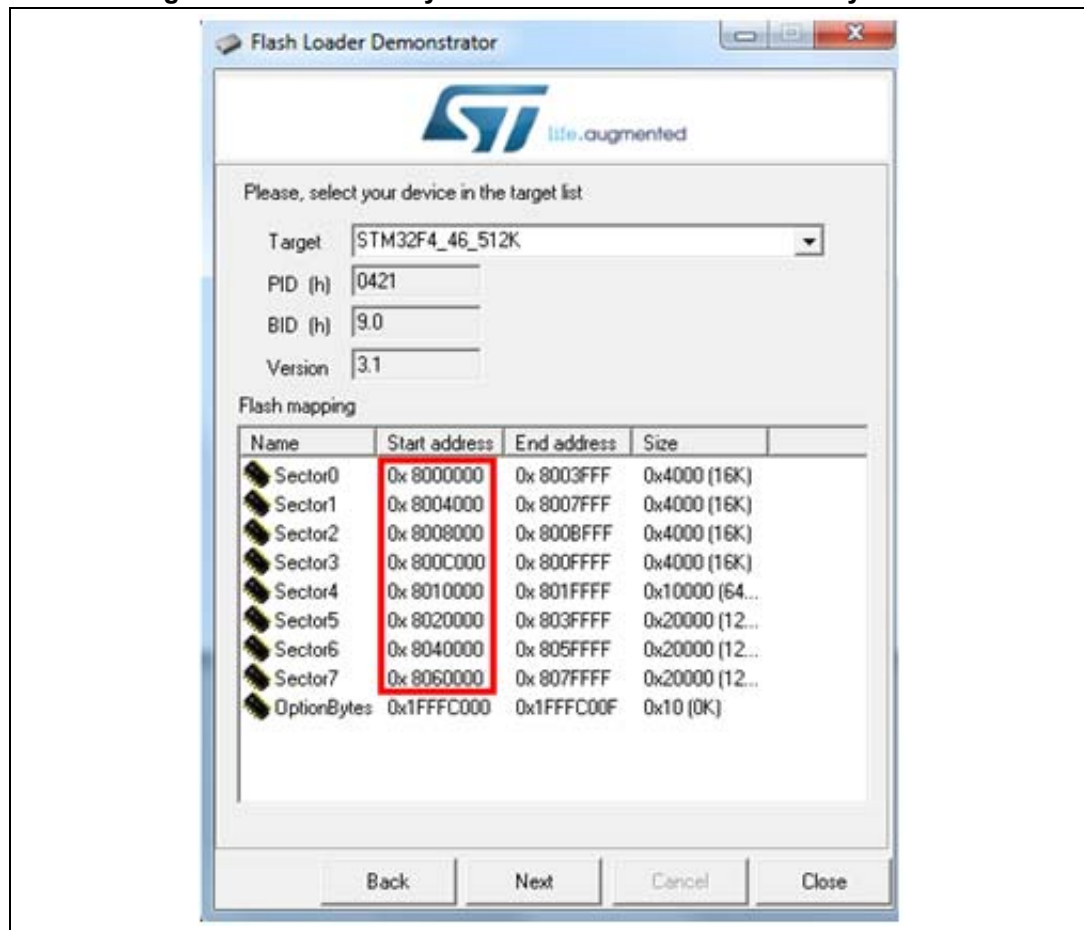 Flash Loader Demonstrator
ST life.augmented
Please, select your device in the target list
Target STM32F4_46_512K
PID (h) 0421
BID (h) 9.0
Version 3.1
Flash mapping
Name Start address End address Size
Sector0 0x 8000000 0x 8003FFF 0x4000 (16K)
Sector1 0x 8004000 0x 8007FFF 0x4000 (16K)
Sector2 0x 8008000 0x 800BFFF 0x4000 (16K)
Sector3 0x 800C000 0x 800FFFF 0x4000 (16K)
Sector4 0x 8010000 0x 801FFFF 0x10000 (64...
Sector5 0x 8020000 0x 803FFFF 0x20000 (12...
Sector6 0x 8040000 0x 805FFFF 0x20000 (12...
Sector7 0x 8060000 0x 807FFFF 0x20000 (12...
OptionBytes 0x1FFFC000 0x1FFFC00F 0x10 (0K)
Back Next Cancel Close